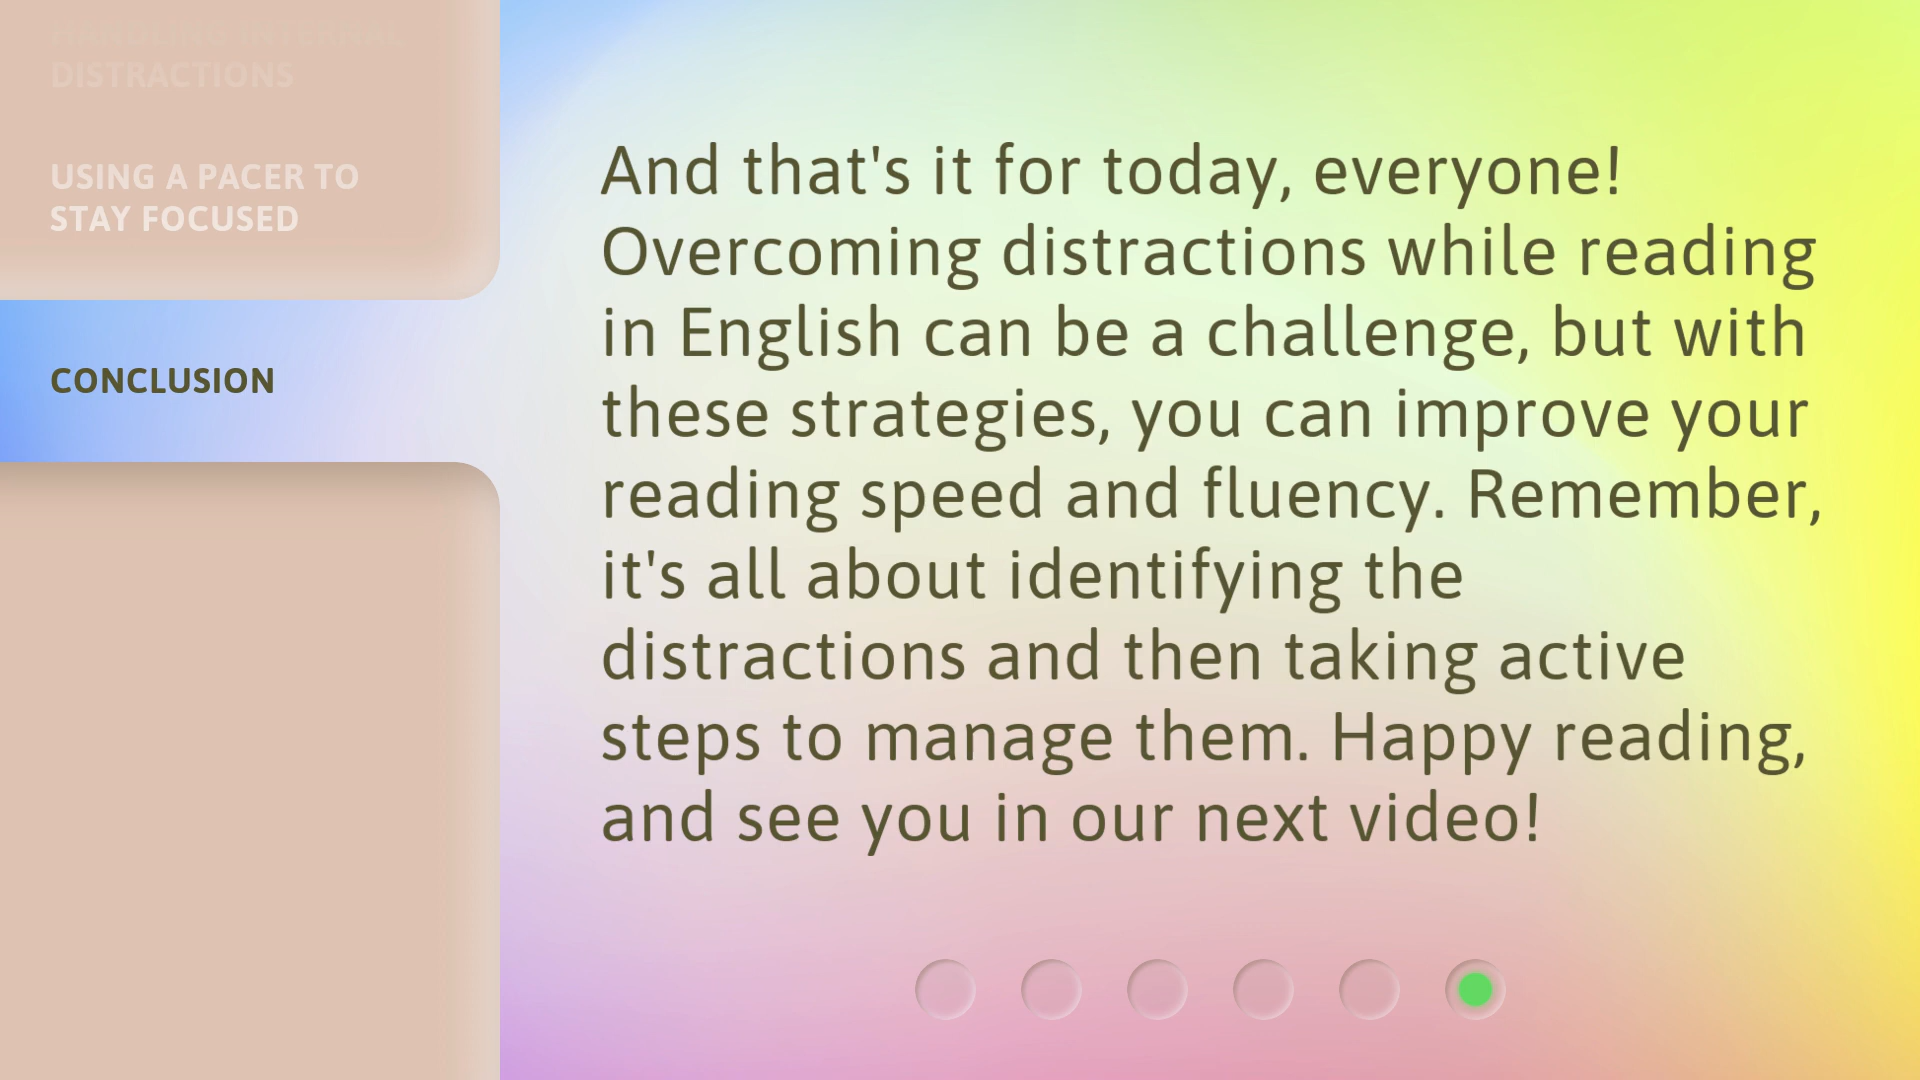 HANDLING INTERNAL
DISTRACTIONS
USING A PACER TO
STAY FOCUSED
CONCLUSION
And that's it for today, everyone!
Overcoming distractions while reading
in English can be a challenge, but with
these strategies, you can improve your
reading speed and fluency. Remember,
it's all about identifying the
distractions and then taking active
steps to manage them. Happy reading,
and see you in our next video!